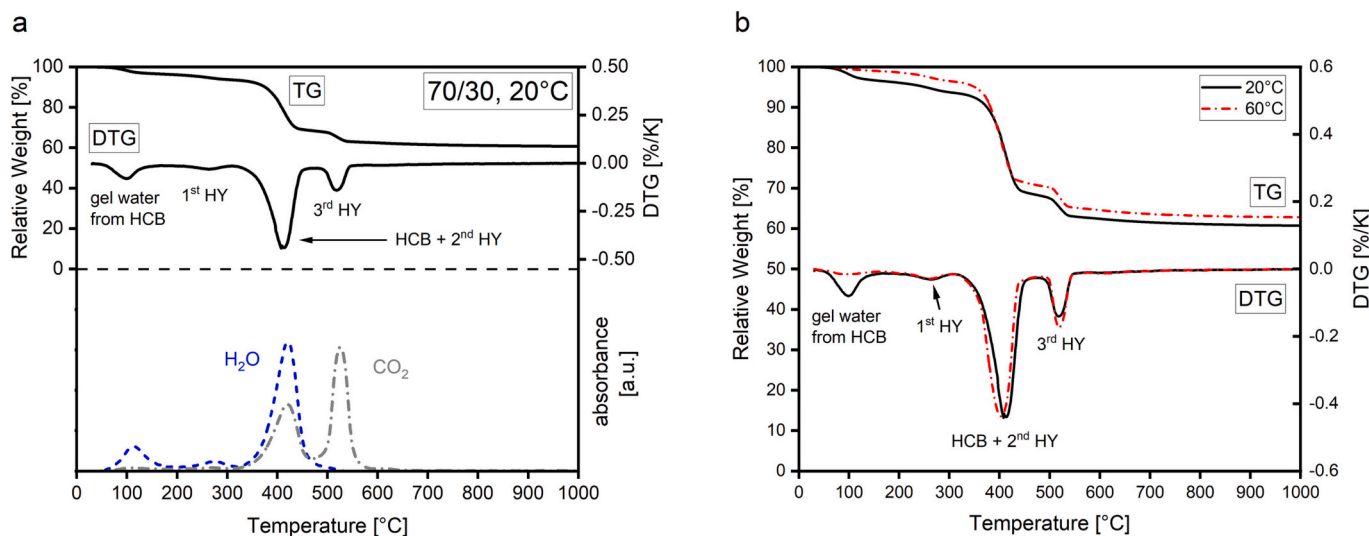 a
Relative Weight [%]
100
80
60
40
20
0
TG
70/30, 20°C
DTG
gel water
from HCB
1st HY
3rd HY
HCB + 2nd HY
0.50
0.25
0.00
-0.25
-0.50
DTG [%/K]
H2O
CO2
absorbance
[a.u.]
0 100 200 300 400 500 600 700 800 900 1000
Temperature [°C]
b
Relative Weight [%]
100
90
80
70
60
50
40
30
20
10
0
20°C
60°C
TG
DTG
gel water
from HCB
1st HY
3rd HY
HCB + 2nd HY
0.6
0.4
0.2
0.0
-0.2
-0.4
-0.6
DTG [%/K]
0 100 200 300 400 500 600 700 800 900 1000
Temperature [°C]